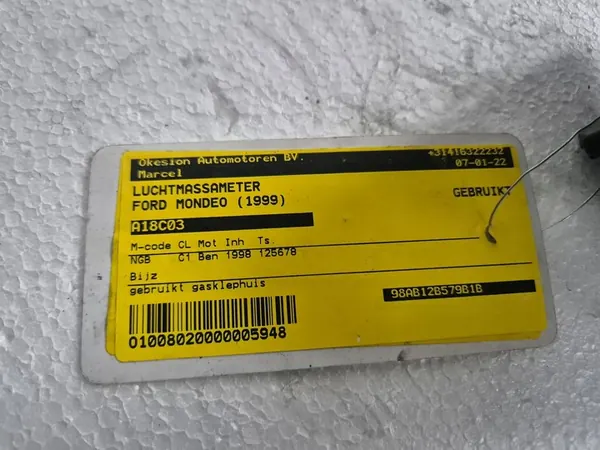 Okesion Automotoren BV. +31416322232
Marcel 07-01-22
LUCHTMASSAMETER GEBRUIKT
FORD MONDEO (1999)
A18C03
M-code CL Mot Inh Ts
NGB C1 Ben 1998 125678
Bijz
gebruikt gasklephuis
98AB12B579B1B
01008020000005948